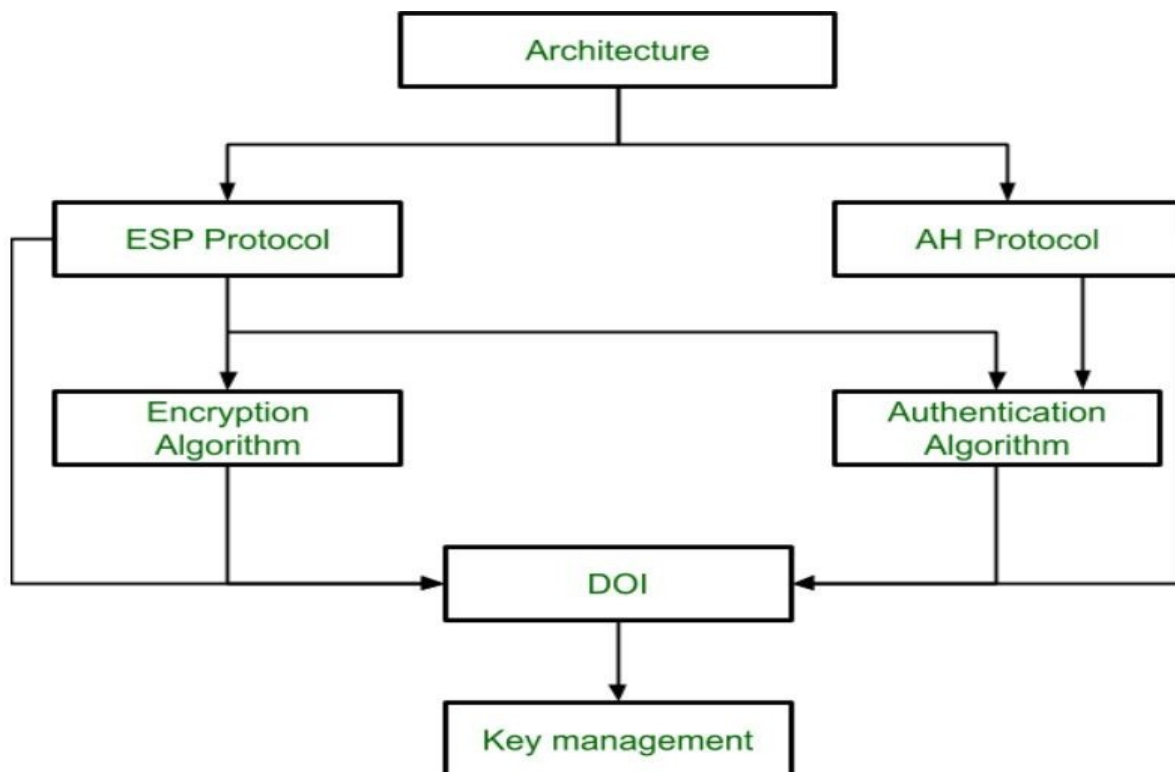 Architecture
ESP Protocol
AH Protocol
Encryption
Algorithm
Authentication
Algorithm
DOI
Key management